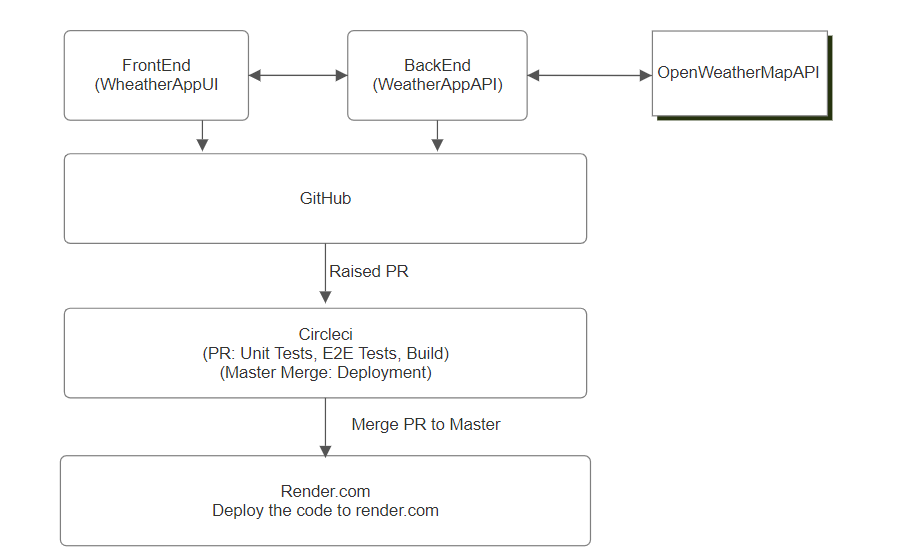 FrontEnd
(WheatherAppUI
BackEnd
(WeatherAppAPI)
OpenWeatherMapAPI
GitHub
Raised PR
Circleci
(PR: Unit Tests, E2E Tests, Build)
(Master Merge: Deployment)
Merge PR to Master
Render.com
Deploy the code to render.com